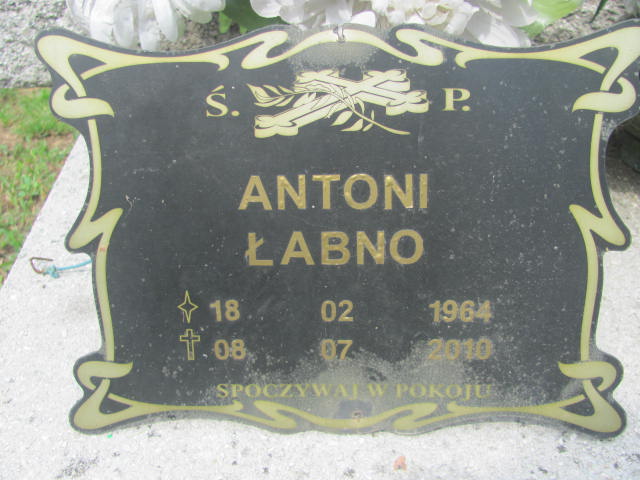 Ś. P.
ANTONI
ŁABNO
18 02 1964
08 07 2010
SPOCZYWAJ W POKOJU